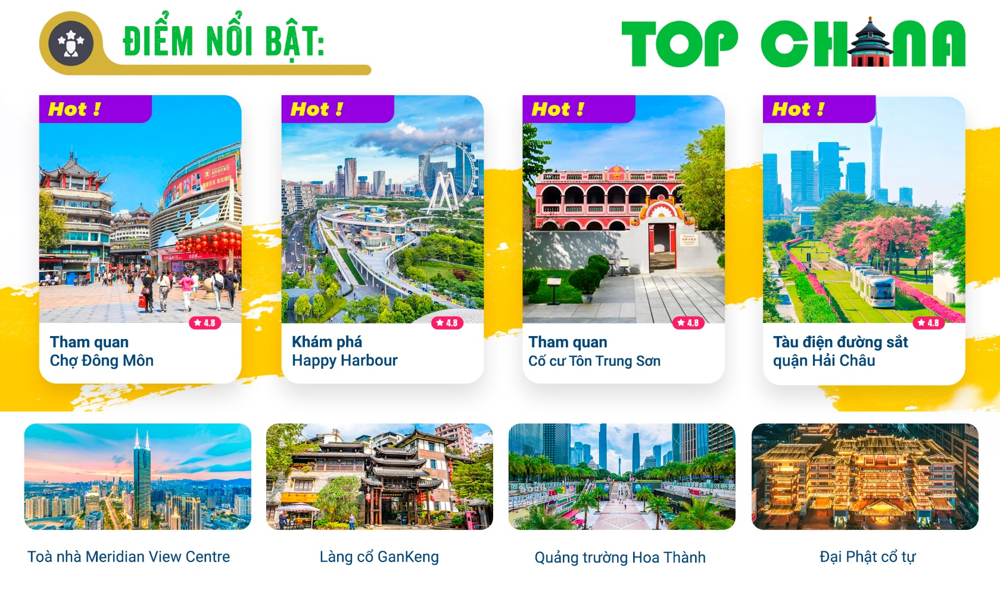 ĐIỂM NỔI BẬT:
TOP CHINA
Hot !
Hot !
Hot !
Hot !
4.8
4.8
4.8
4.8
Tham quan
Chợ Đông Môn
Khám phá
Happy Harbour
Tham quan
Cố cư Tôn Trung Sơn
Tàu điện đường sắt
quận Hải Châu
Toà nhà Meridian View Centre
Làng cổ GanKeng
Quảng trường Hoa Thành
Đại Phật cổ tự